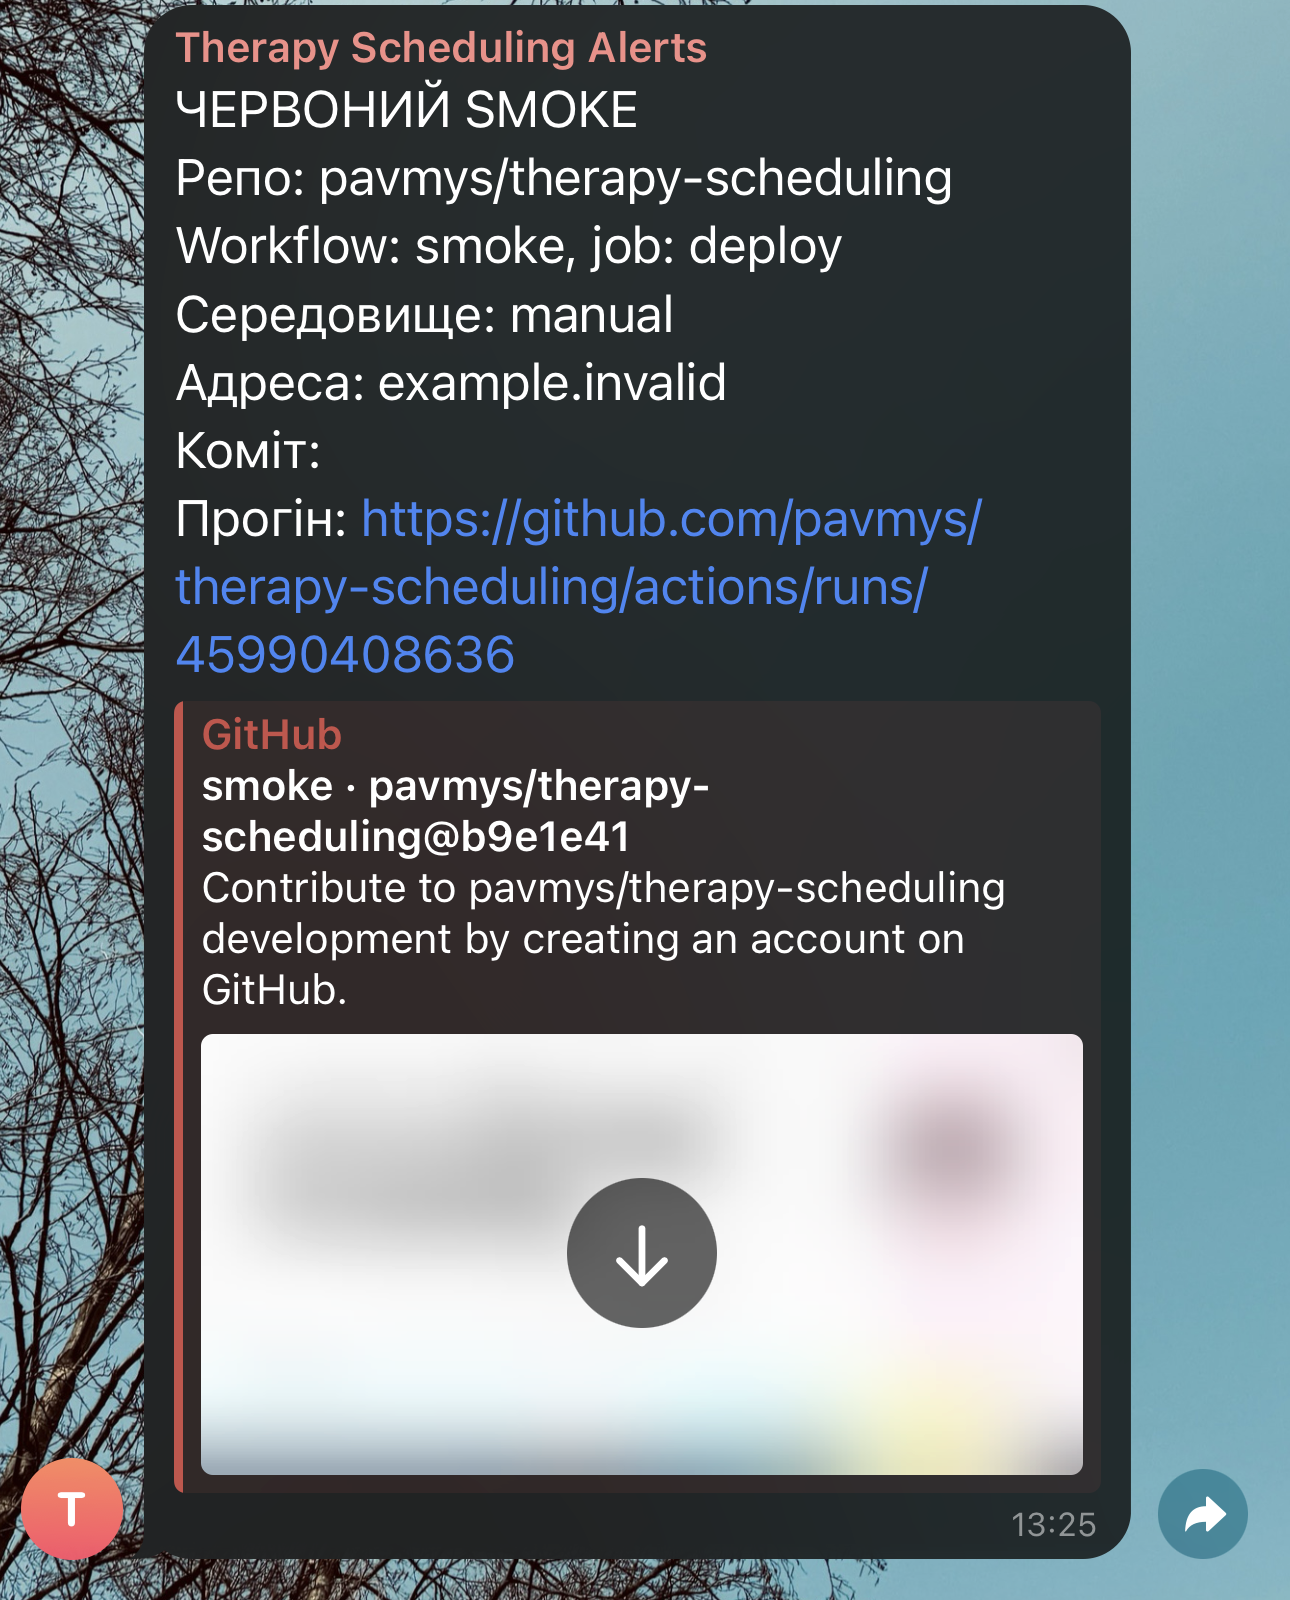 Therapy Scheduling Alerts
ЧЕРВОНИЙ SMOKE
Репо: pavmys/therapy-scheduling
Workflow: smoke, job: deploy
Середовище: manual
Адреса: example.invalid
Коміт:
Прогін: https://github.com/pavmys/
therapy-scheduling/actions/runs/
45990408636
GitHub
smoke · pavmys/therapy-
scheduling@b9e1e41
Contribute to pavmys/therapy-scheduling
development by creating an account on
GitHub.
T
13:25